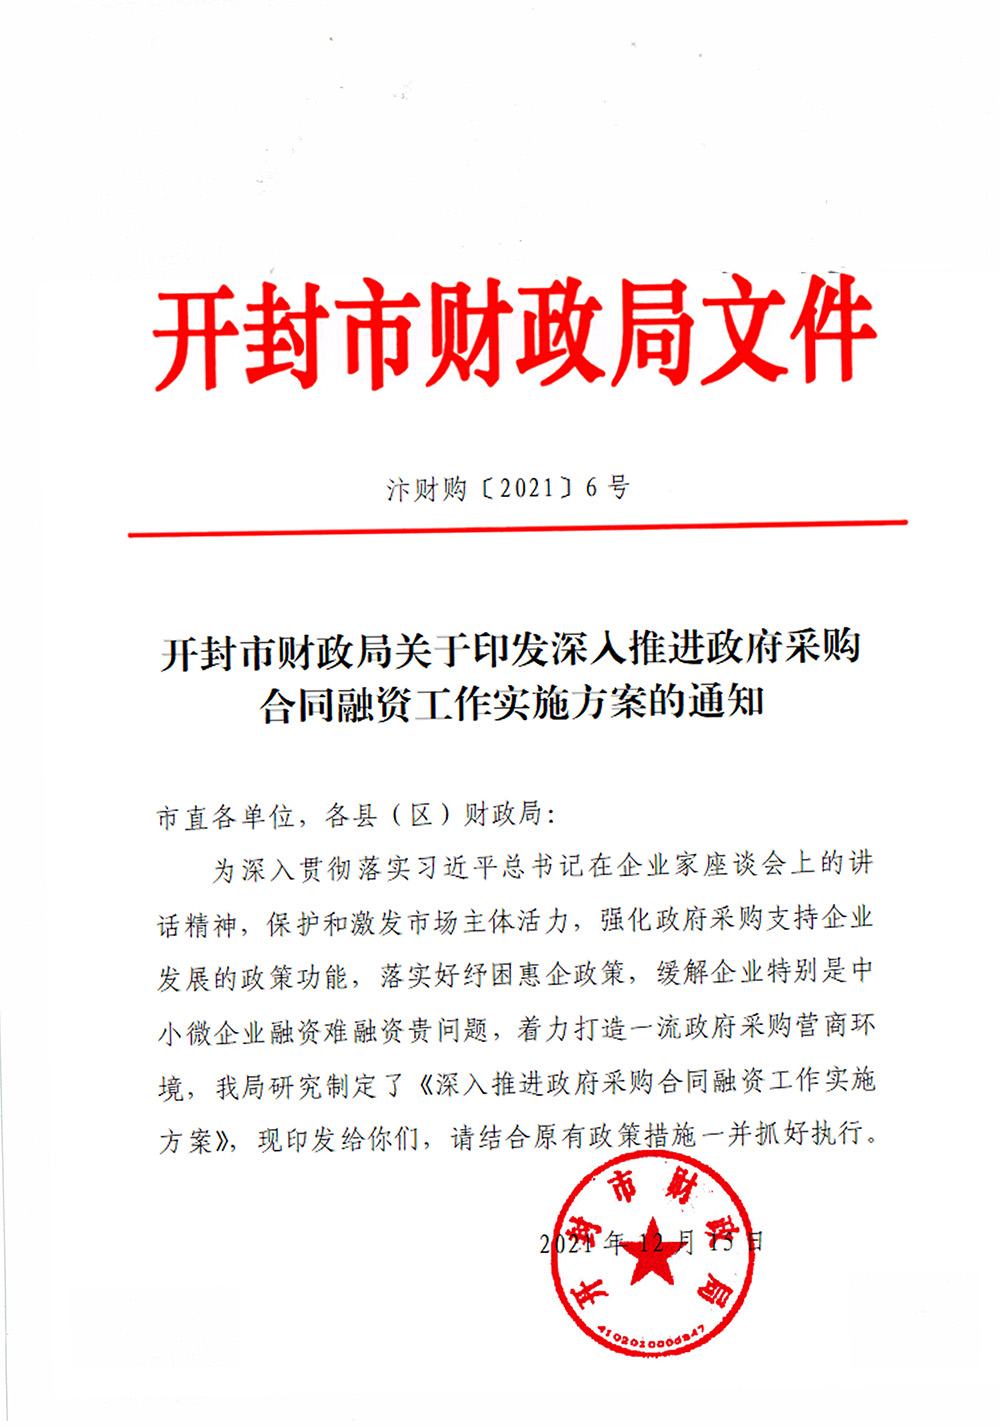 开封市财政局文件
汴财购〔2021〕6号
开封市财政局关于印发深入推进政府采购
合同融资工作实施方案的通知
市直各单位，各县（区）财政局：
为深入贯彻落实习近平总书记在企业家座谈会上的讲
话精神，保护和激发市场主体活力，强化政府采购支持企业
发展的政策功能，落实好纾困惠企政策，缓解企业特别是中
小微企业融资难融资贵问题，着力打造一流政府采购营商环
境，我局研究制定了《深入推进政府采购合同融资工作实施
方案》，现印发给你们，请结合原有政策措施一并抓好执行。
开封市财政局
2021年12月15日